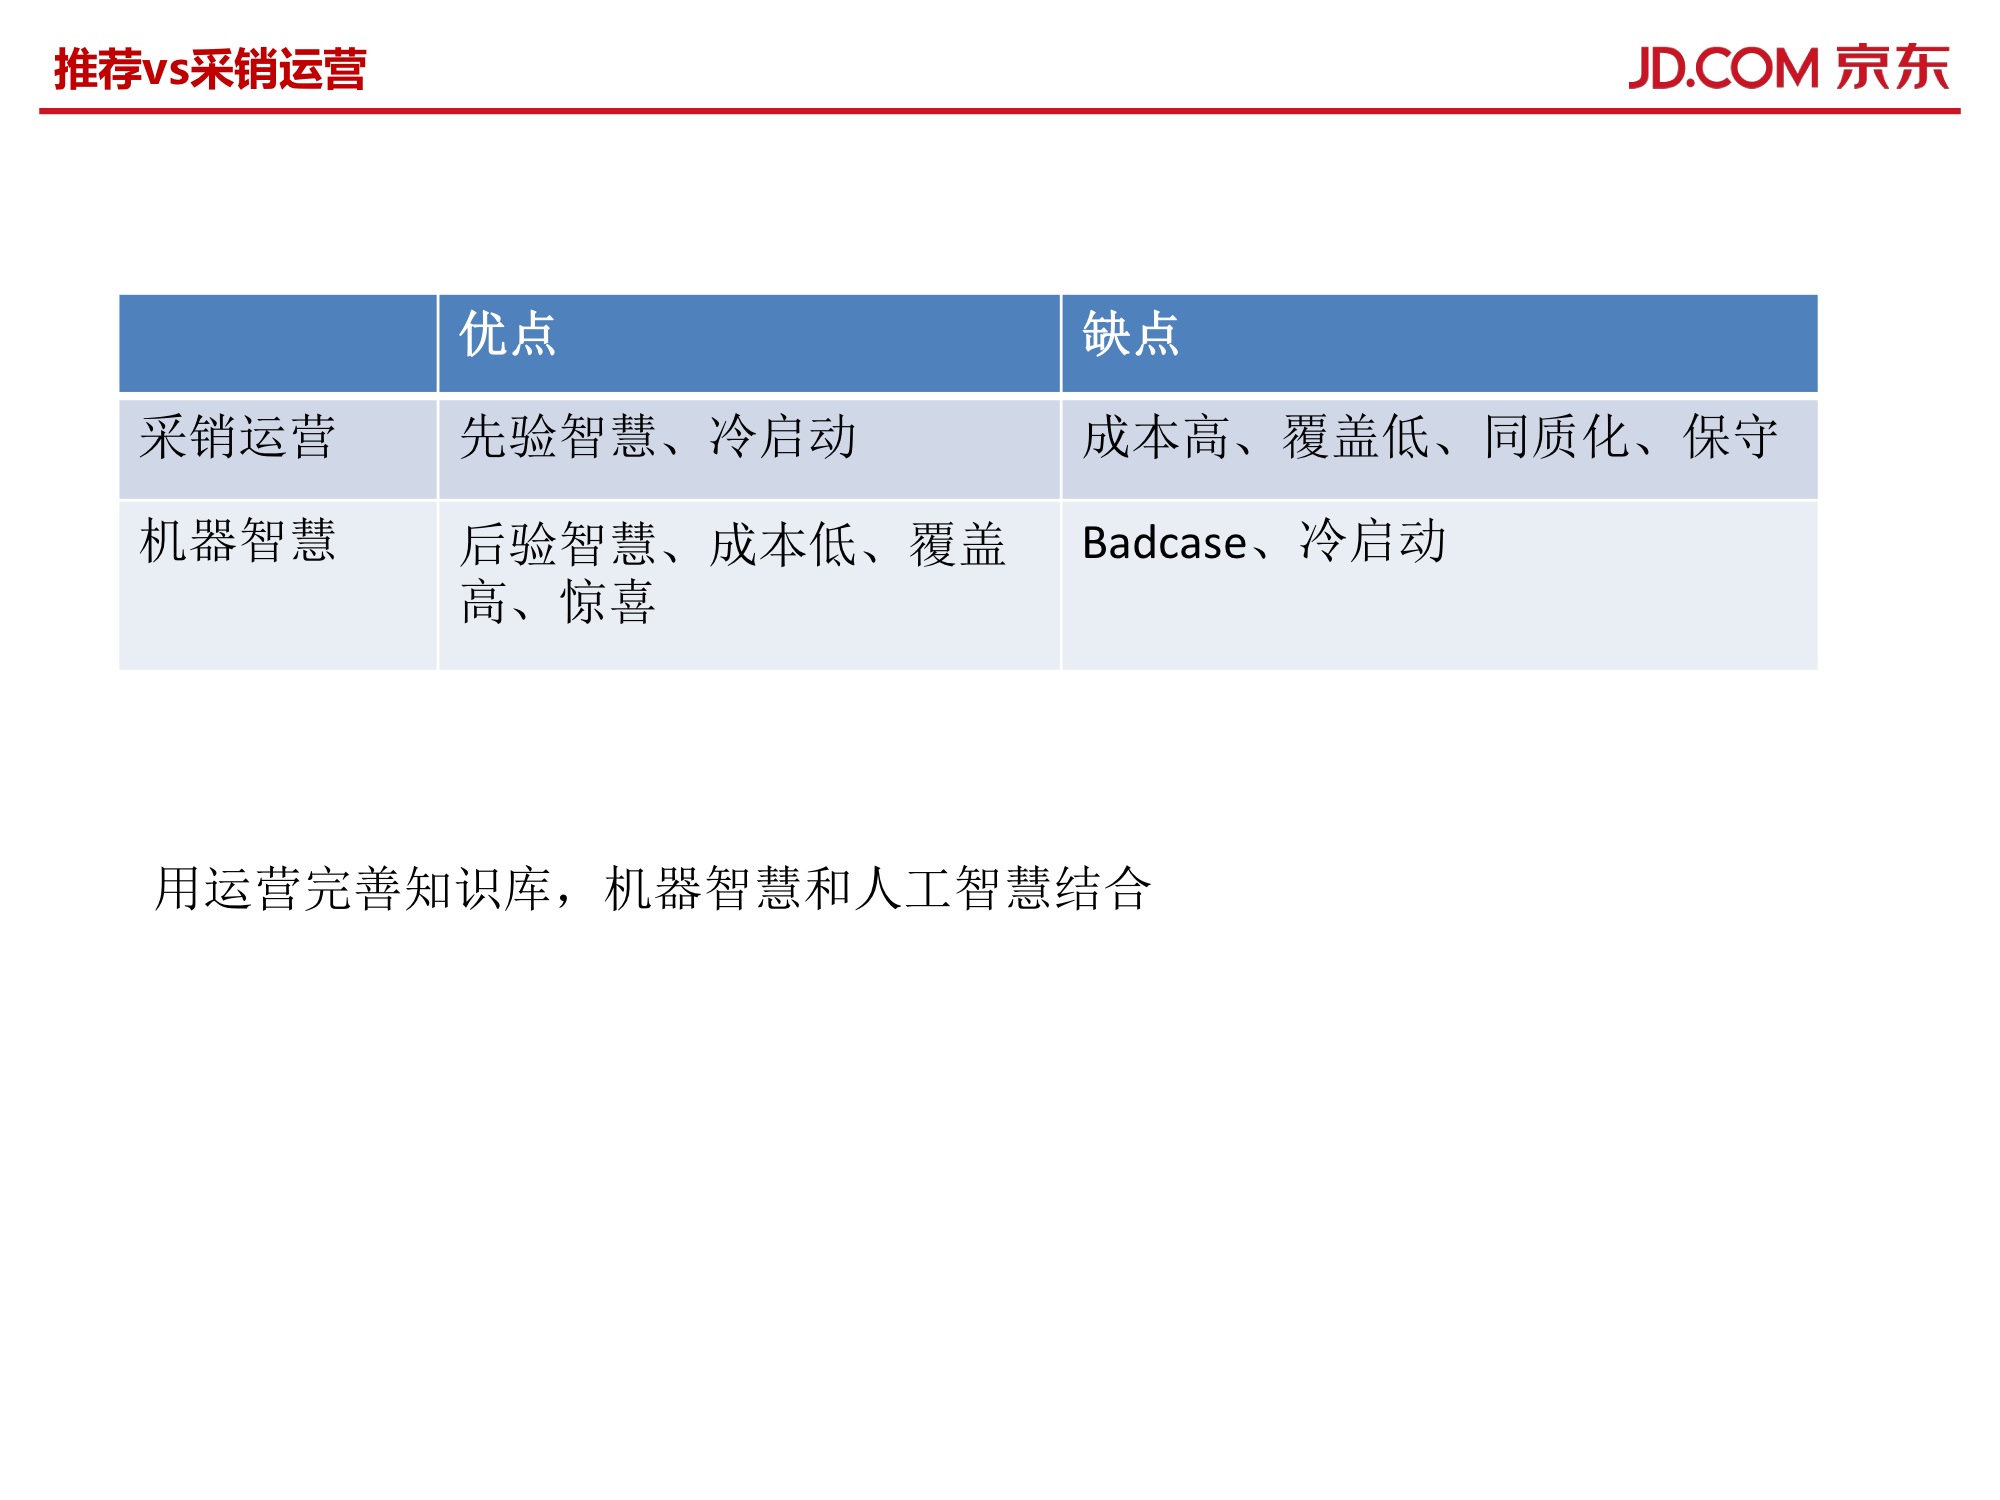 推荐vs采销运营
JD.COM 京东
优点 缺点
采销运营 先验智慧、冷启动 成本高、覆盖低、同质化、保守
机器智慧 后验智慧、成本低、覆盖 Badcase、冷启动
高、惊喜
用运营完善知识库，机器智慧和人工智慧结合